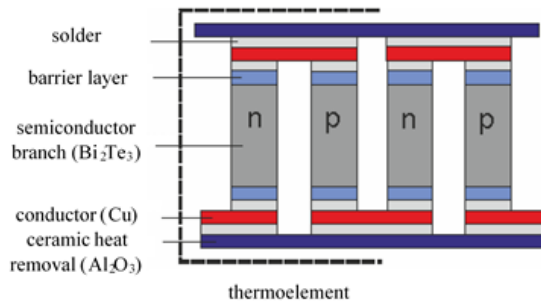 solder
barrier layer
semiconductor
branch (Bi₂Te₃)
n p n p
conductor (Cu)
ceramic heat
removal (Al₂O₃)
thermoelement